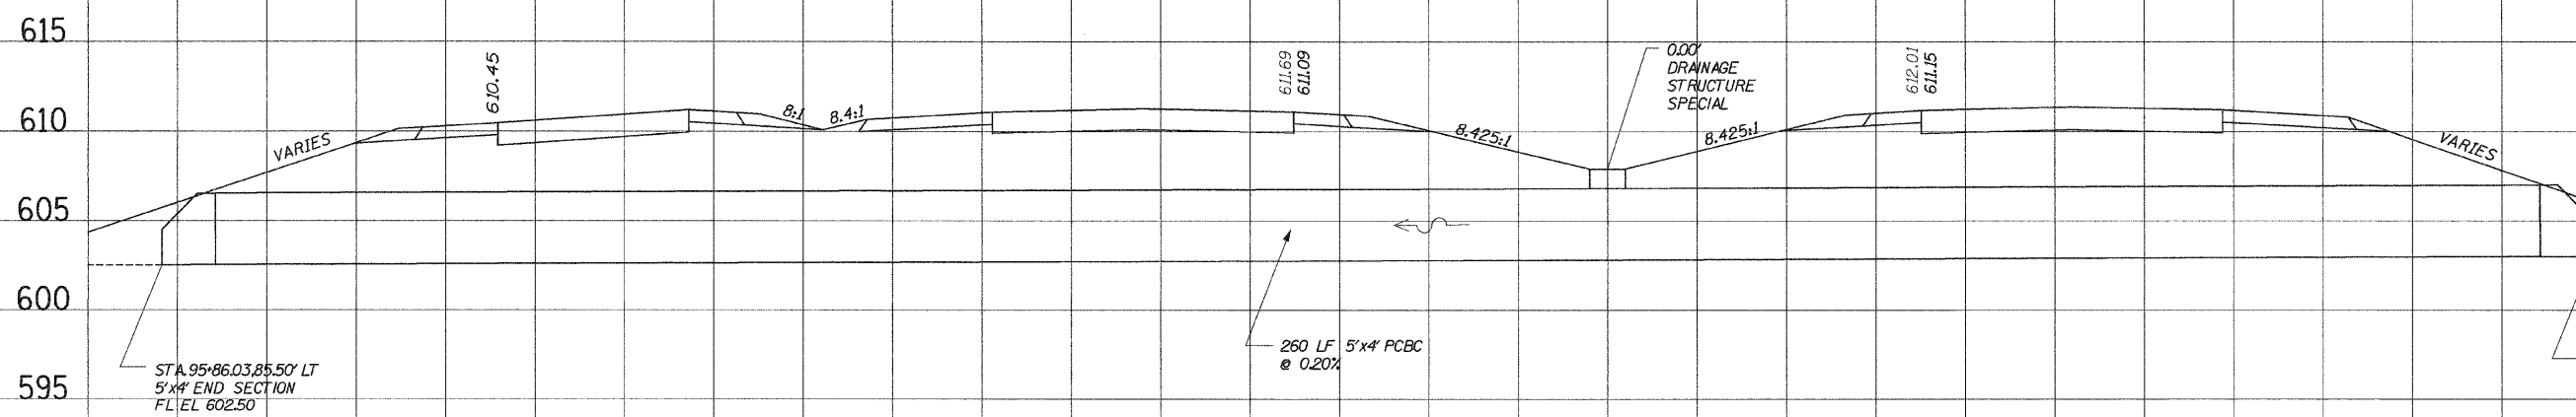 615
610
605
600
595
VARIES
610.45
8:1
8.4:1
611.69
611.09
8.425:1
0.00'
DRAINAGE
STRUCTURE
SPECIAL
8.425:1
612.01
611.15
VARIES
260 LF 5'x4' PCBC
@ 0.20%
STA.95+86.03,85.50' LT
5'x4' END SECTION
FL EL 602.50